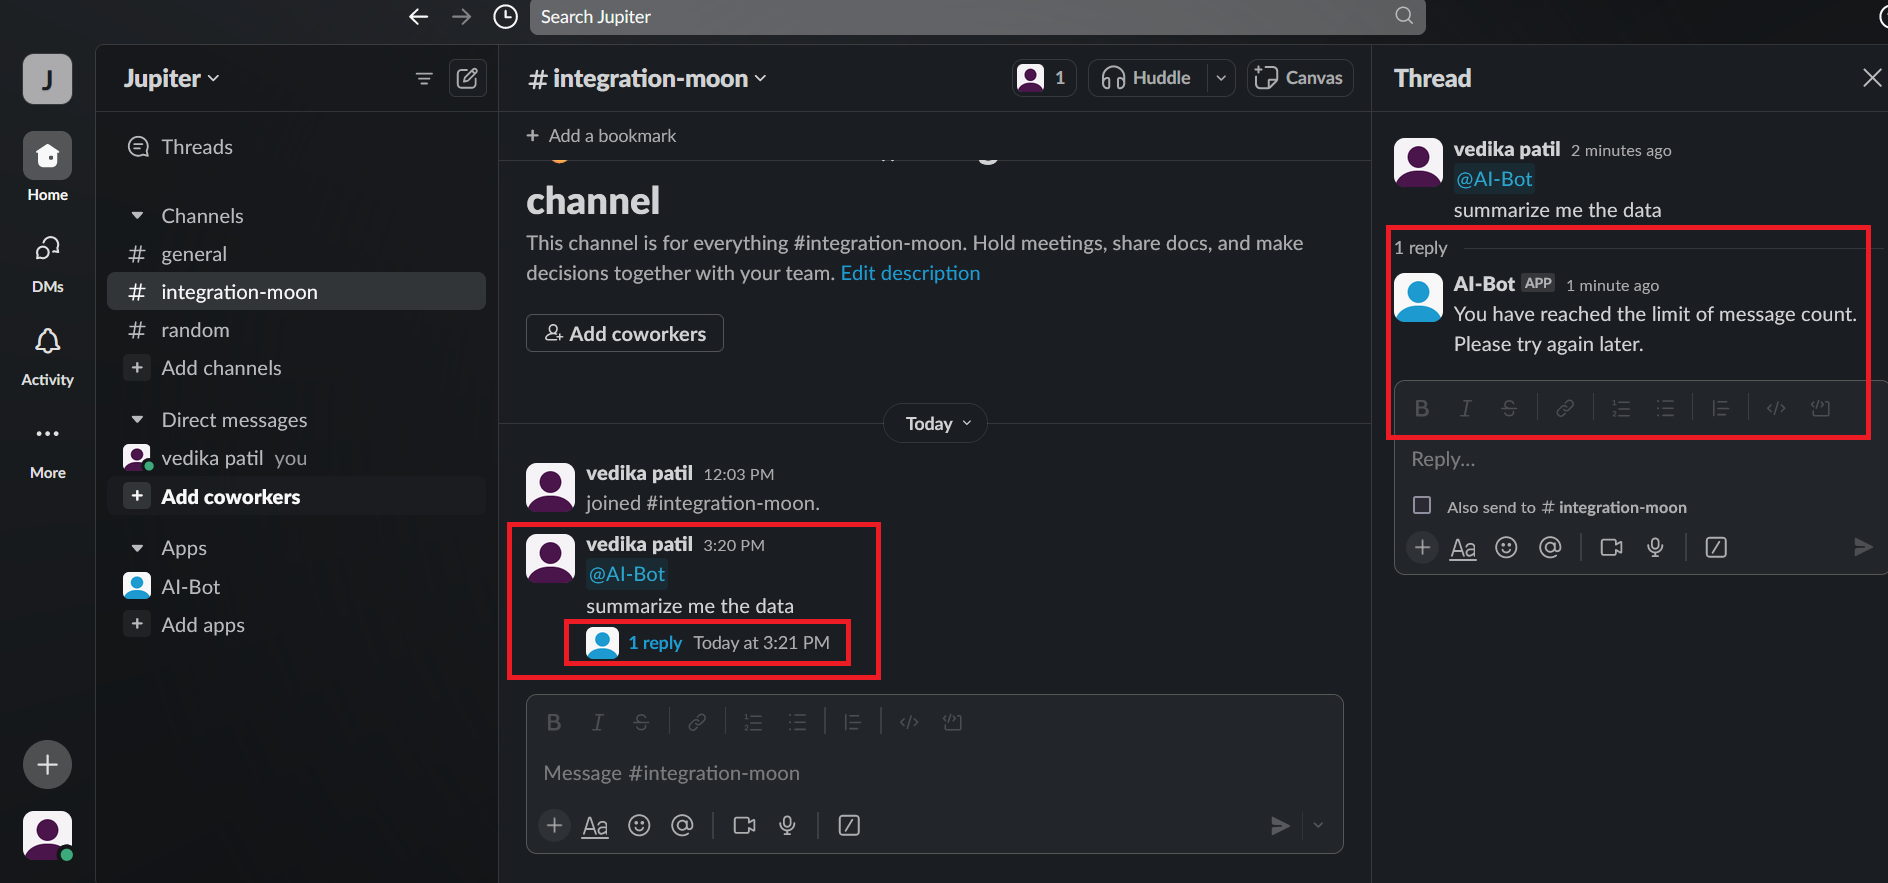 Search Jupiter
J
Home
DMs
Activity
More
Jupiter
Threads
Channels
# general
# integration-moon
# random
+ Add channels
Direct messages
vedika patil you
+ Add coworkers
Apps
AI-Bot
+ Add apps
# integration-moon
1
Huddle
Canvas
+ Add a bookmark
channel
This channel is for everything #integration-moon. Hold meetings, share docs, and make
decisions together with your team. Edit description
Add coworkers
Today
vedika patil 12:03 PM
joined #integration-moon.
vedika patil 3:20 PM
@AI-Bot
summarize me the data
1 reply Today at 3:21 PM
Message #integration-moon
Aa
Thread
vedika patil 2 minutes ago
@AI-Bot
summarize me the data
1 reply
AI-Bot APP 1 minute ago
You have reached the limit of message count.
Please try again later.
Reply...
Also send to # integration-moon
Aa